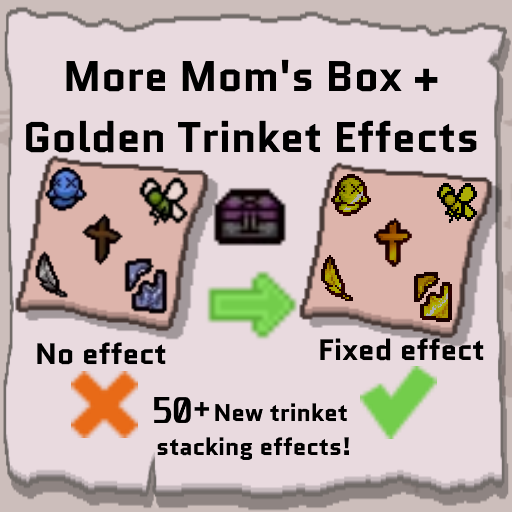 More Mom's Box +
Golden Trinket Effects
No effect
Fixed effect
50+ New trinket
stacking effects!